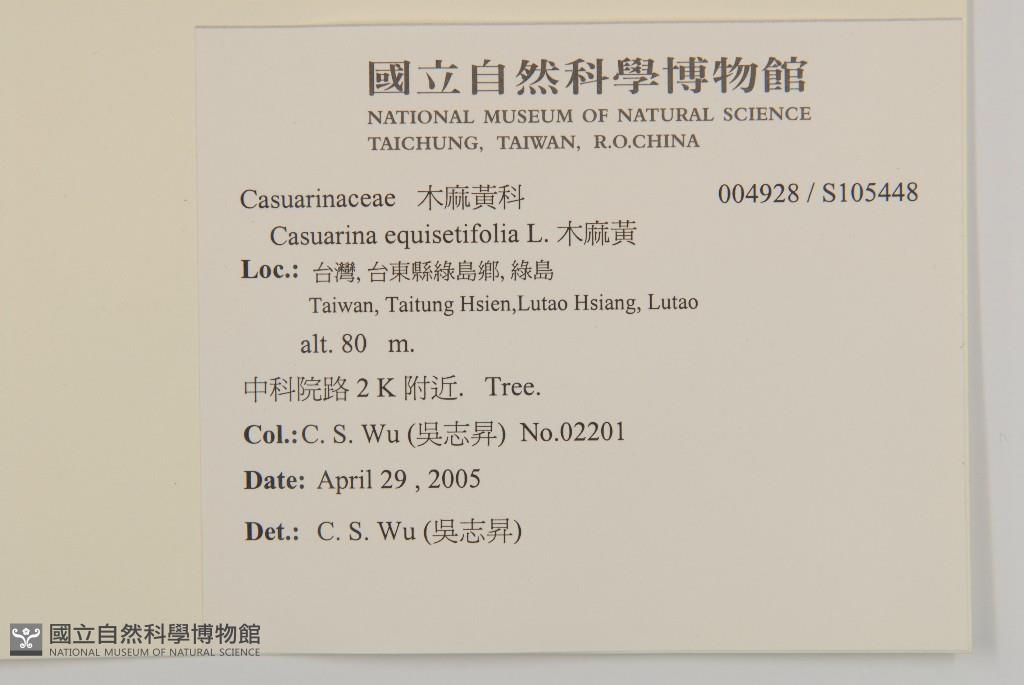 國立自然科學博物館
NATIONAL MUSEUM OF NATURAL SCIENCE
TAICHUNG, TAIWAN, R.O.CHINA
Casuarinaceae 木麻黃科 004928 / S105448
Casuarina equisetifolia L. 木麻黃
Loc.: 台灣, 台東縣綠島鄉, 綠島
Taiwan, Taitung Hsien,Lutao Hsiang, Lutao
alt. 80 m.
中科院路 2 K 附近. Tree.
Col.: C. S. Wu (吳志昇) No.02201
Date: April 29 , 2005
Det.: C. S. Wu (吳志昇)
國立自然科學博物館
NATIONAL MUSEUM OF NATURAL SCIENCE